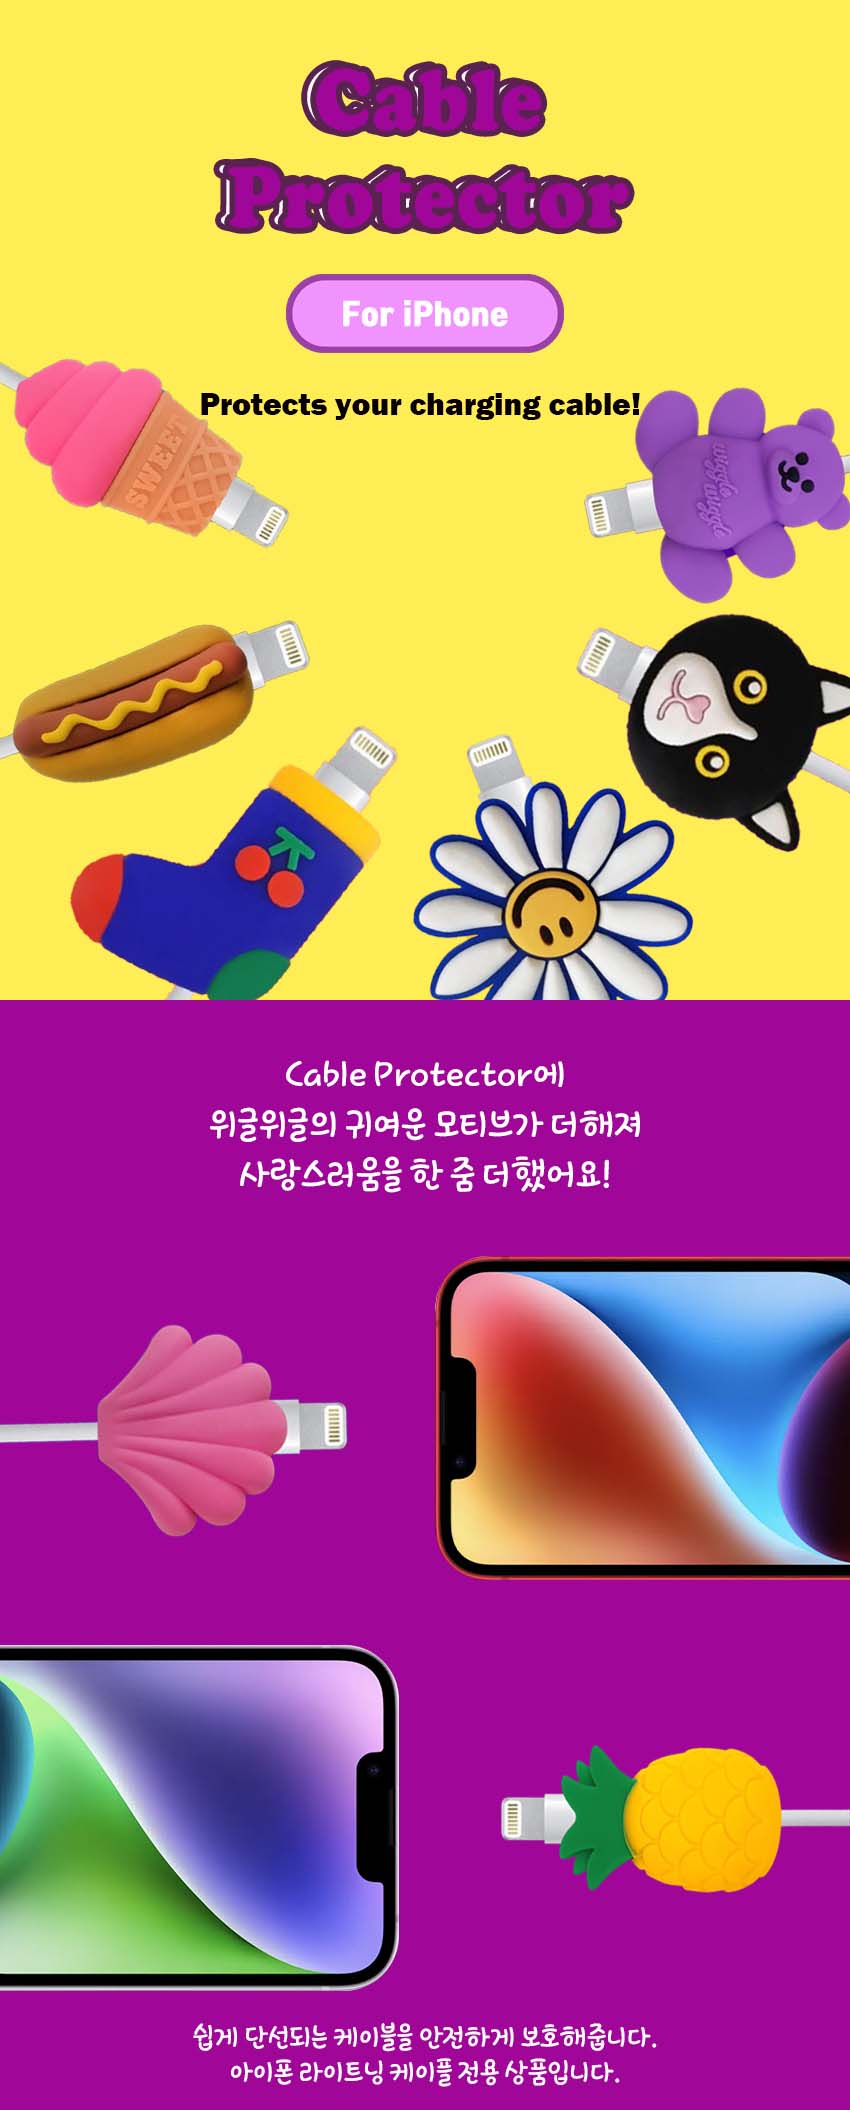 Cable
Protector
For iPhone
Protects your charging cable!
SWEET
wiggle
wiggle
Cable Protector에
위글위글의 귀여운 모티브가 더해져
사랑스러움을 한 줌 더했어요!
쉽게 단선되는 케이블을 안전하게 보호해줍니다.
아이폰 라이트닝 케이플 전용 상품입니다.